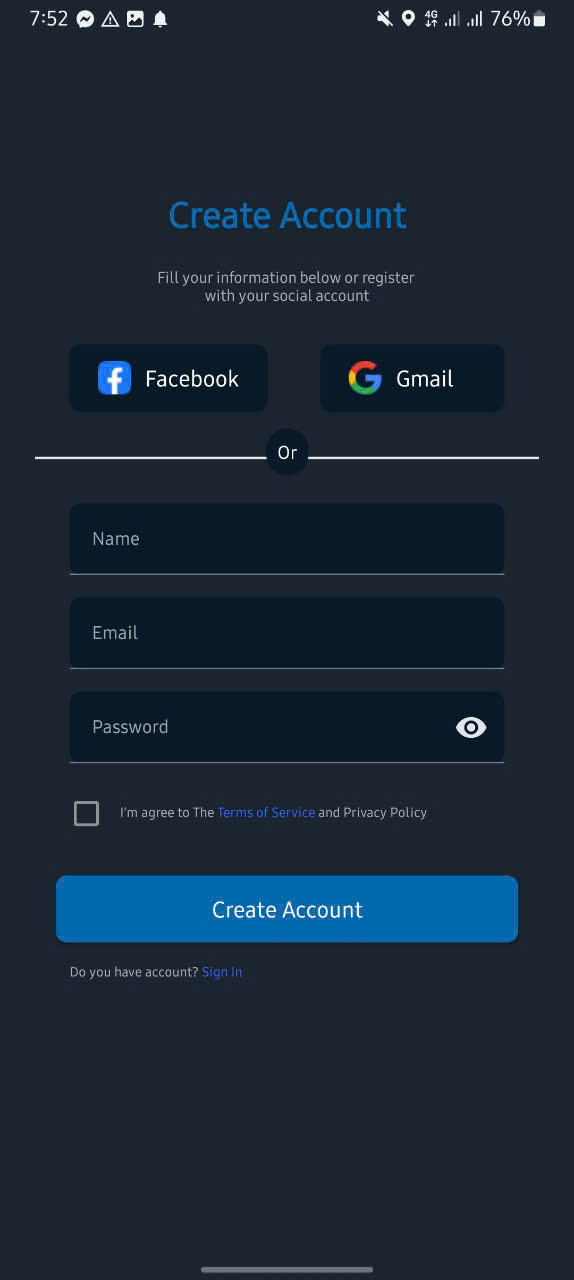 7:52 4G 76%
Create Account
Fill your information below or register
with your social account
Facebook Gmail
Or
Name
Email
Password
I'm agree to The Terms of Service and Privacy Policy
Create Account
Do you have account? Sign In